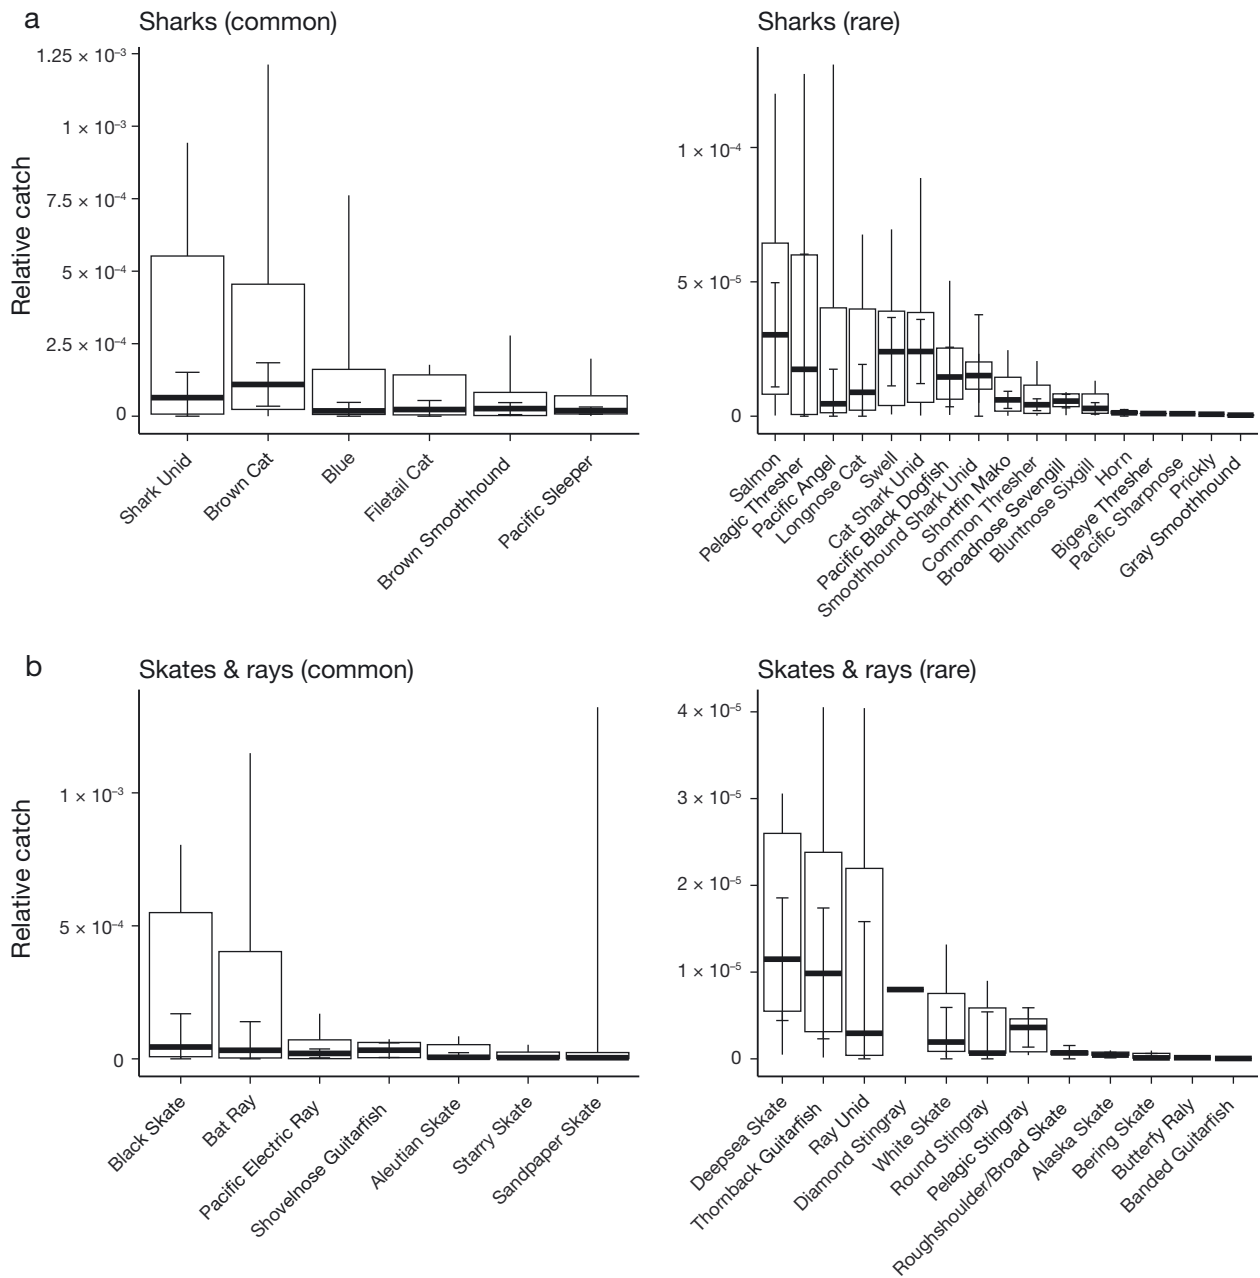 a
Sharks (common)
Sharks (rare)
Relative catch
1.25 × 10⁻³
1 × 10⁻³
7.5 × 10⁻⁴
5 × 10⁻⁴
2.5 × 10⁻⁴
0
Shark Unid
Brown Cat
Blue
Filetail Cat
Brown Smoothhound
Pacific Sleeper
1 × 10⁻⁴
5 × 10⁻⁵
0
Salmon
Pelagic Thresher
Pacific Angel
Longnose Cat
Swell
Cat Shark Unid
Pacific Black Dogfish
Smoothhound Shark Unid
Shortfin Mako
Common Thresher
Broadnose Sevengill
Bluntnose Sixgill
Horn
Bigeye Thresher
Pacific Sharpnose
Prickly
Gray Smoothhound
b
Skates & rays (common)
Skates & rays (rare)
Relative catch
1 × 10⁻³
5 × 10⁻⁴
0
Black Skate
Bat Ray
Pacific Electric Ray
Shovelnose Guitarfish
Aleutian Skate
Starry Skate
Sandpaper Skate
4 × 10⁻⁵
3 × 10⁻⁵
2 × 10⁻⁵
1 × 10⁻⁵
0
Deepsea Skate
Thornback Guitarfish
Ray Unid
Diamond Stingray
White Skate
Round Stingray
Pelagic Stingray
Roughshoulder/Broad Skate
Alaska Skate
Bering Skate
Butterfly Raly
Banded Guitarfish